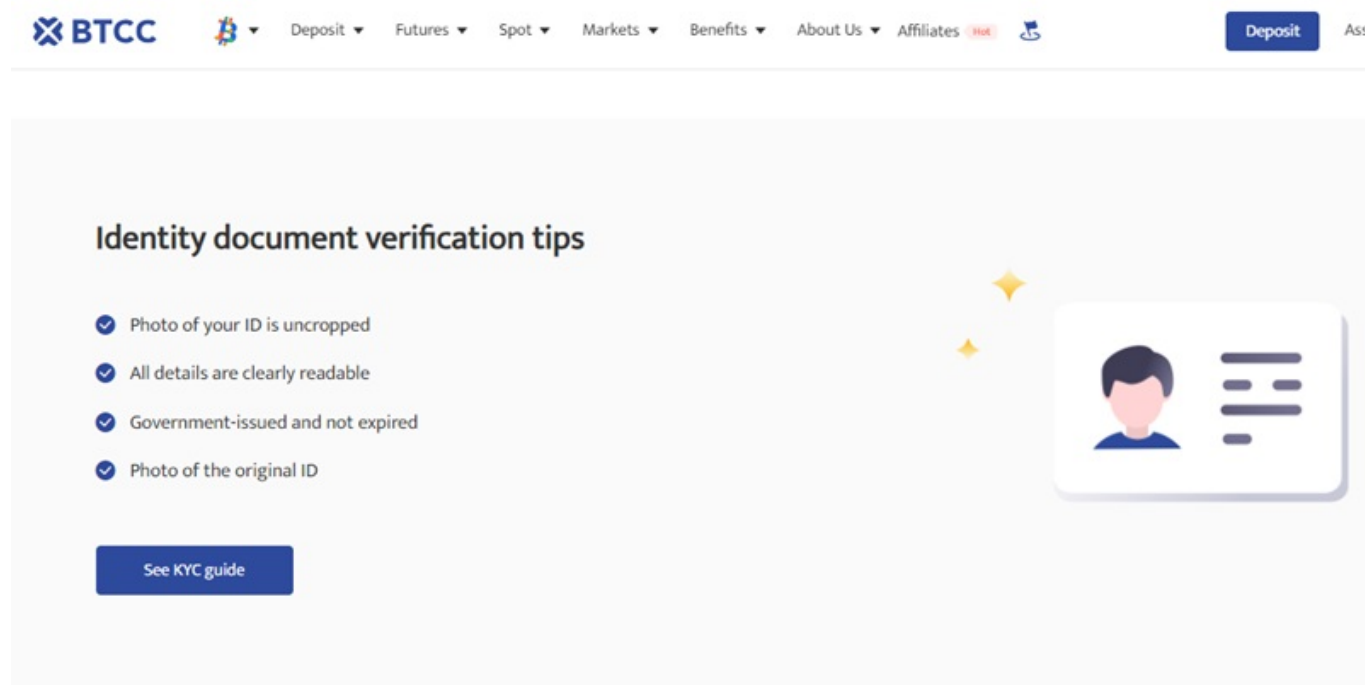 BTCC
Deposit
Futures
Spot
Markets
Benefits
About Us
Affiliates
Hot
Deposit
Ass
Identity document verification tips
Photo of your ID is uncropped
All details are clearly readable
Government-issued and not expired
Photo of the original ID
See KYC guide